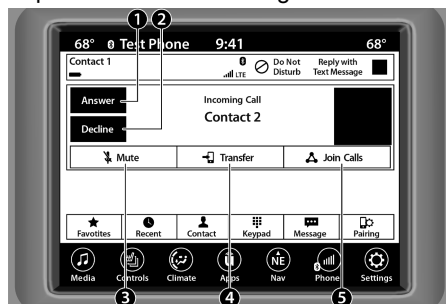 1 2
68° Test Phone 9:41 68°
Contact 1
LTE
Do Not Disturb
Reply with Text Message
Answer
Incoming Call
Contact 2
Decline
Mute Transfer Join Calls
Favotites Recent Contact Keypad Message Pairing
Media Controls Climate Apps Nav Phone Settings
NE
3 4 5